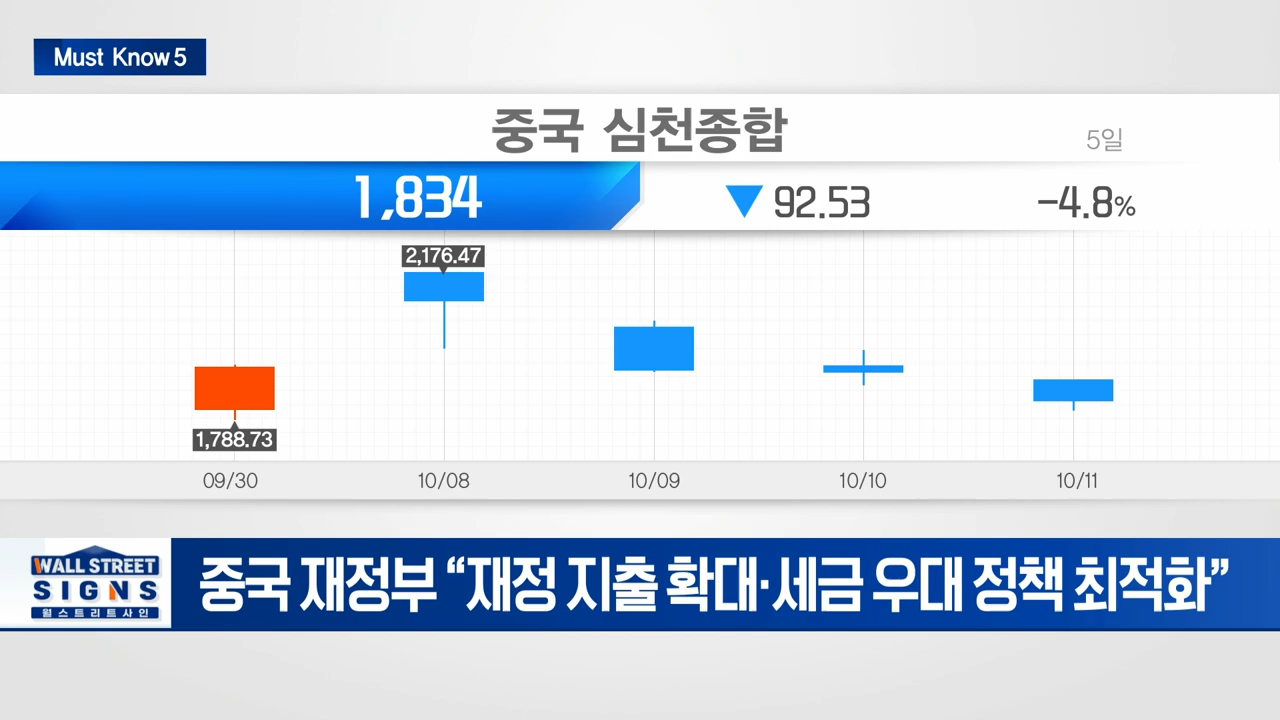 Must Know 5
중국 심천종합
5일
1,834
▼ 92.53
-4.8%
2,176.47
1,788.73
09/30
10/08
10/09
10/10
10/11
WALL STREET
SIGNS
월스트리트사인
중국 재정부 “재정 지출 확대·세금 우대 정책 최적화”